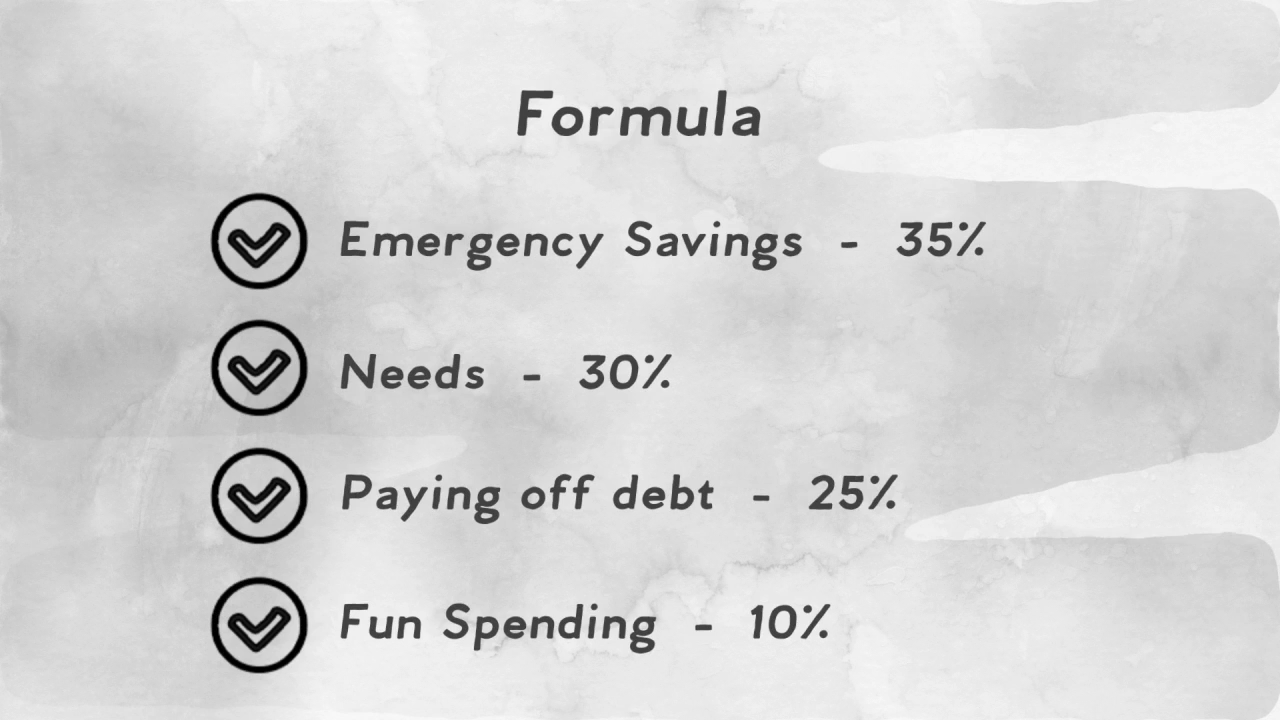 Formula
Emergency Savings - 35%
Needs - 30%
Paying off debt - 25%
Fun Spending - 10%